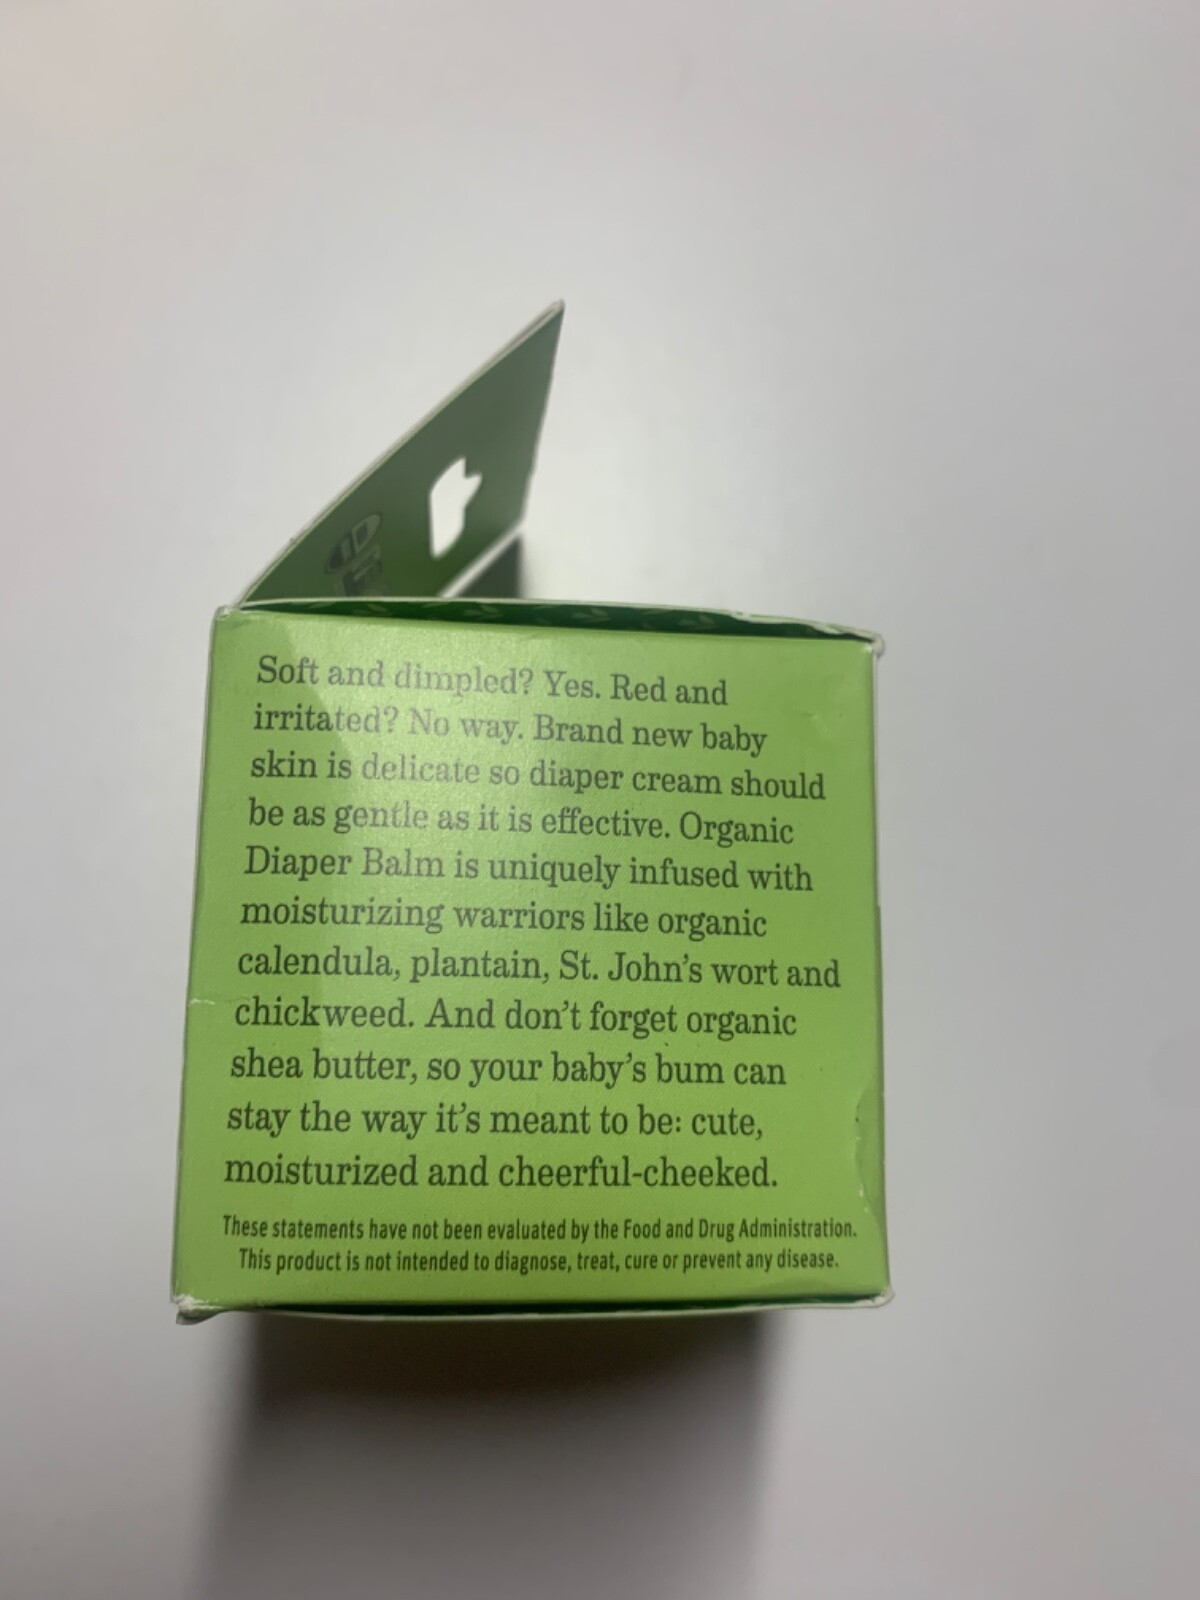 Soft and dimpled? Yes. Red and
irritated? No way. Brand new baby
skin is delicate so diaper cream should
be as gentle as it is effective. Organic
Diaper Balm is uniquely infused with
moisturizing warriors like organic
calendula, plantain, St. John's wort and
chickweed. And don't forget organic
shea butter, so your baby's bum can
stay the way it's meant to be: cute,
moisturized and cheerful-cheeked.
These statements have not been evaluated by the Food and Drug Administration.
This product is not intended to diagnose, treat, cure or prevent any disease.